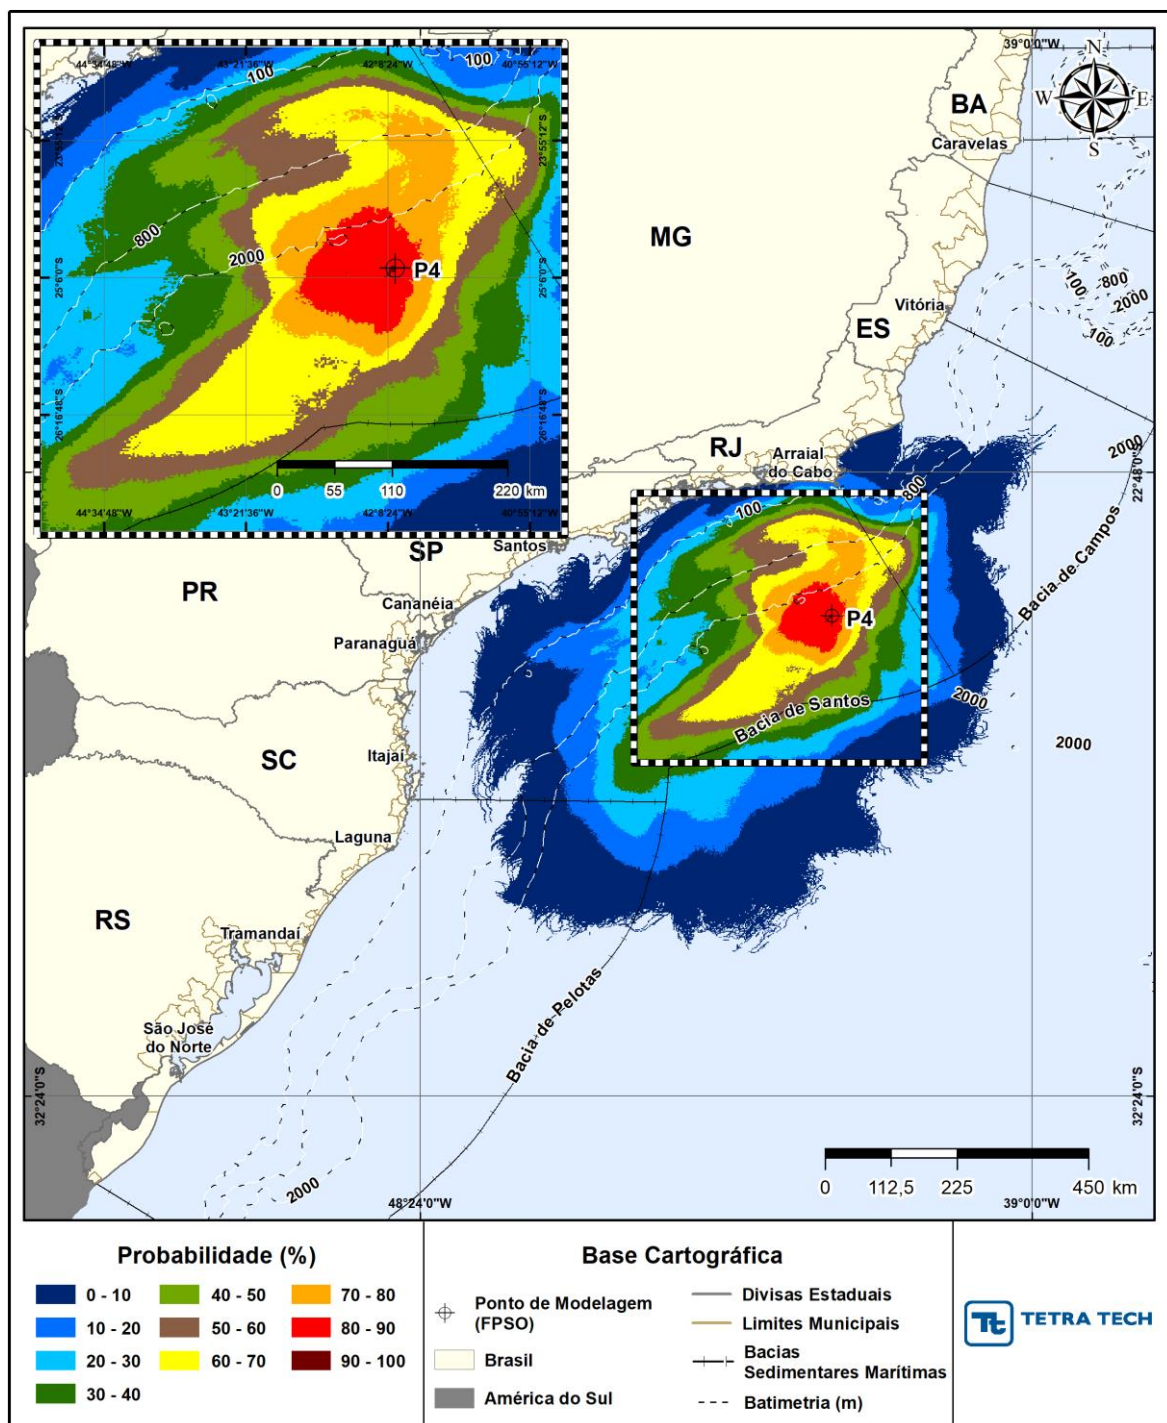 44°34'48"W
43°21'36"W
42°8'24"W
40°55'12"W
100
100
23°55'12"S
23°55'12"S
800
2000
P4
25°6'0"S
25°6'0"S
26°16'48"S
26°16'48"S
0 55 110 220 km
44°34'48"W
43°21'36"W
42°8'24"W
40°55'12"W
39°0'0"W
N
W E
S
BA
Caravelas
MG
Vitória
ES
100
800
2000
100
RJ
Arraial
do Cabo
2000
22°48'0"S
800
100
Bacia de Campos
SP
Santos
PR
Cananéia
Paranaguá
P4
2000
Bacia de Santos
2000
SC
Itajaí
Laguna
RS
Tramandaí
Bacia de Pelotas
São José
do Norte
32°24'0"S
32°24'0"S
2000
0 112,5 225 450 km
48°24'0"W
39°0'0"W
Probabilidade (%)
0 - 10
10 - 20
20 - 30
30 - 40
40 - 50
50 - 60
60 - 70
70 - 80
80 - 90
90 - 100
Base Cartográfica
Ponto de Modelagem
(FPSO)
Brasil
América do Sul
Divisas Estaduais
Limites Municipais
Bacias
Sedimentares Marítimas
Batimetria (m)
Tt
TETRA TECH